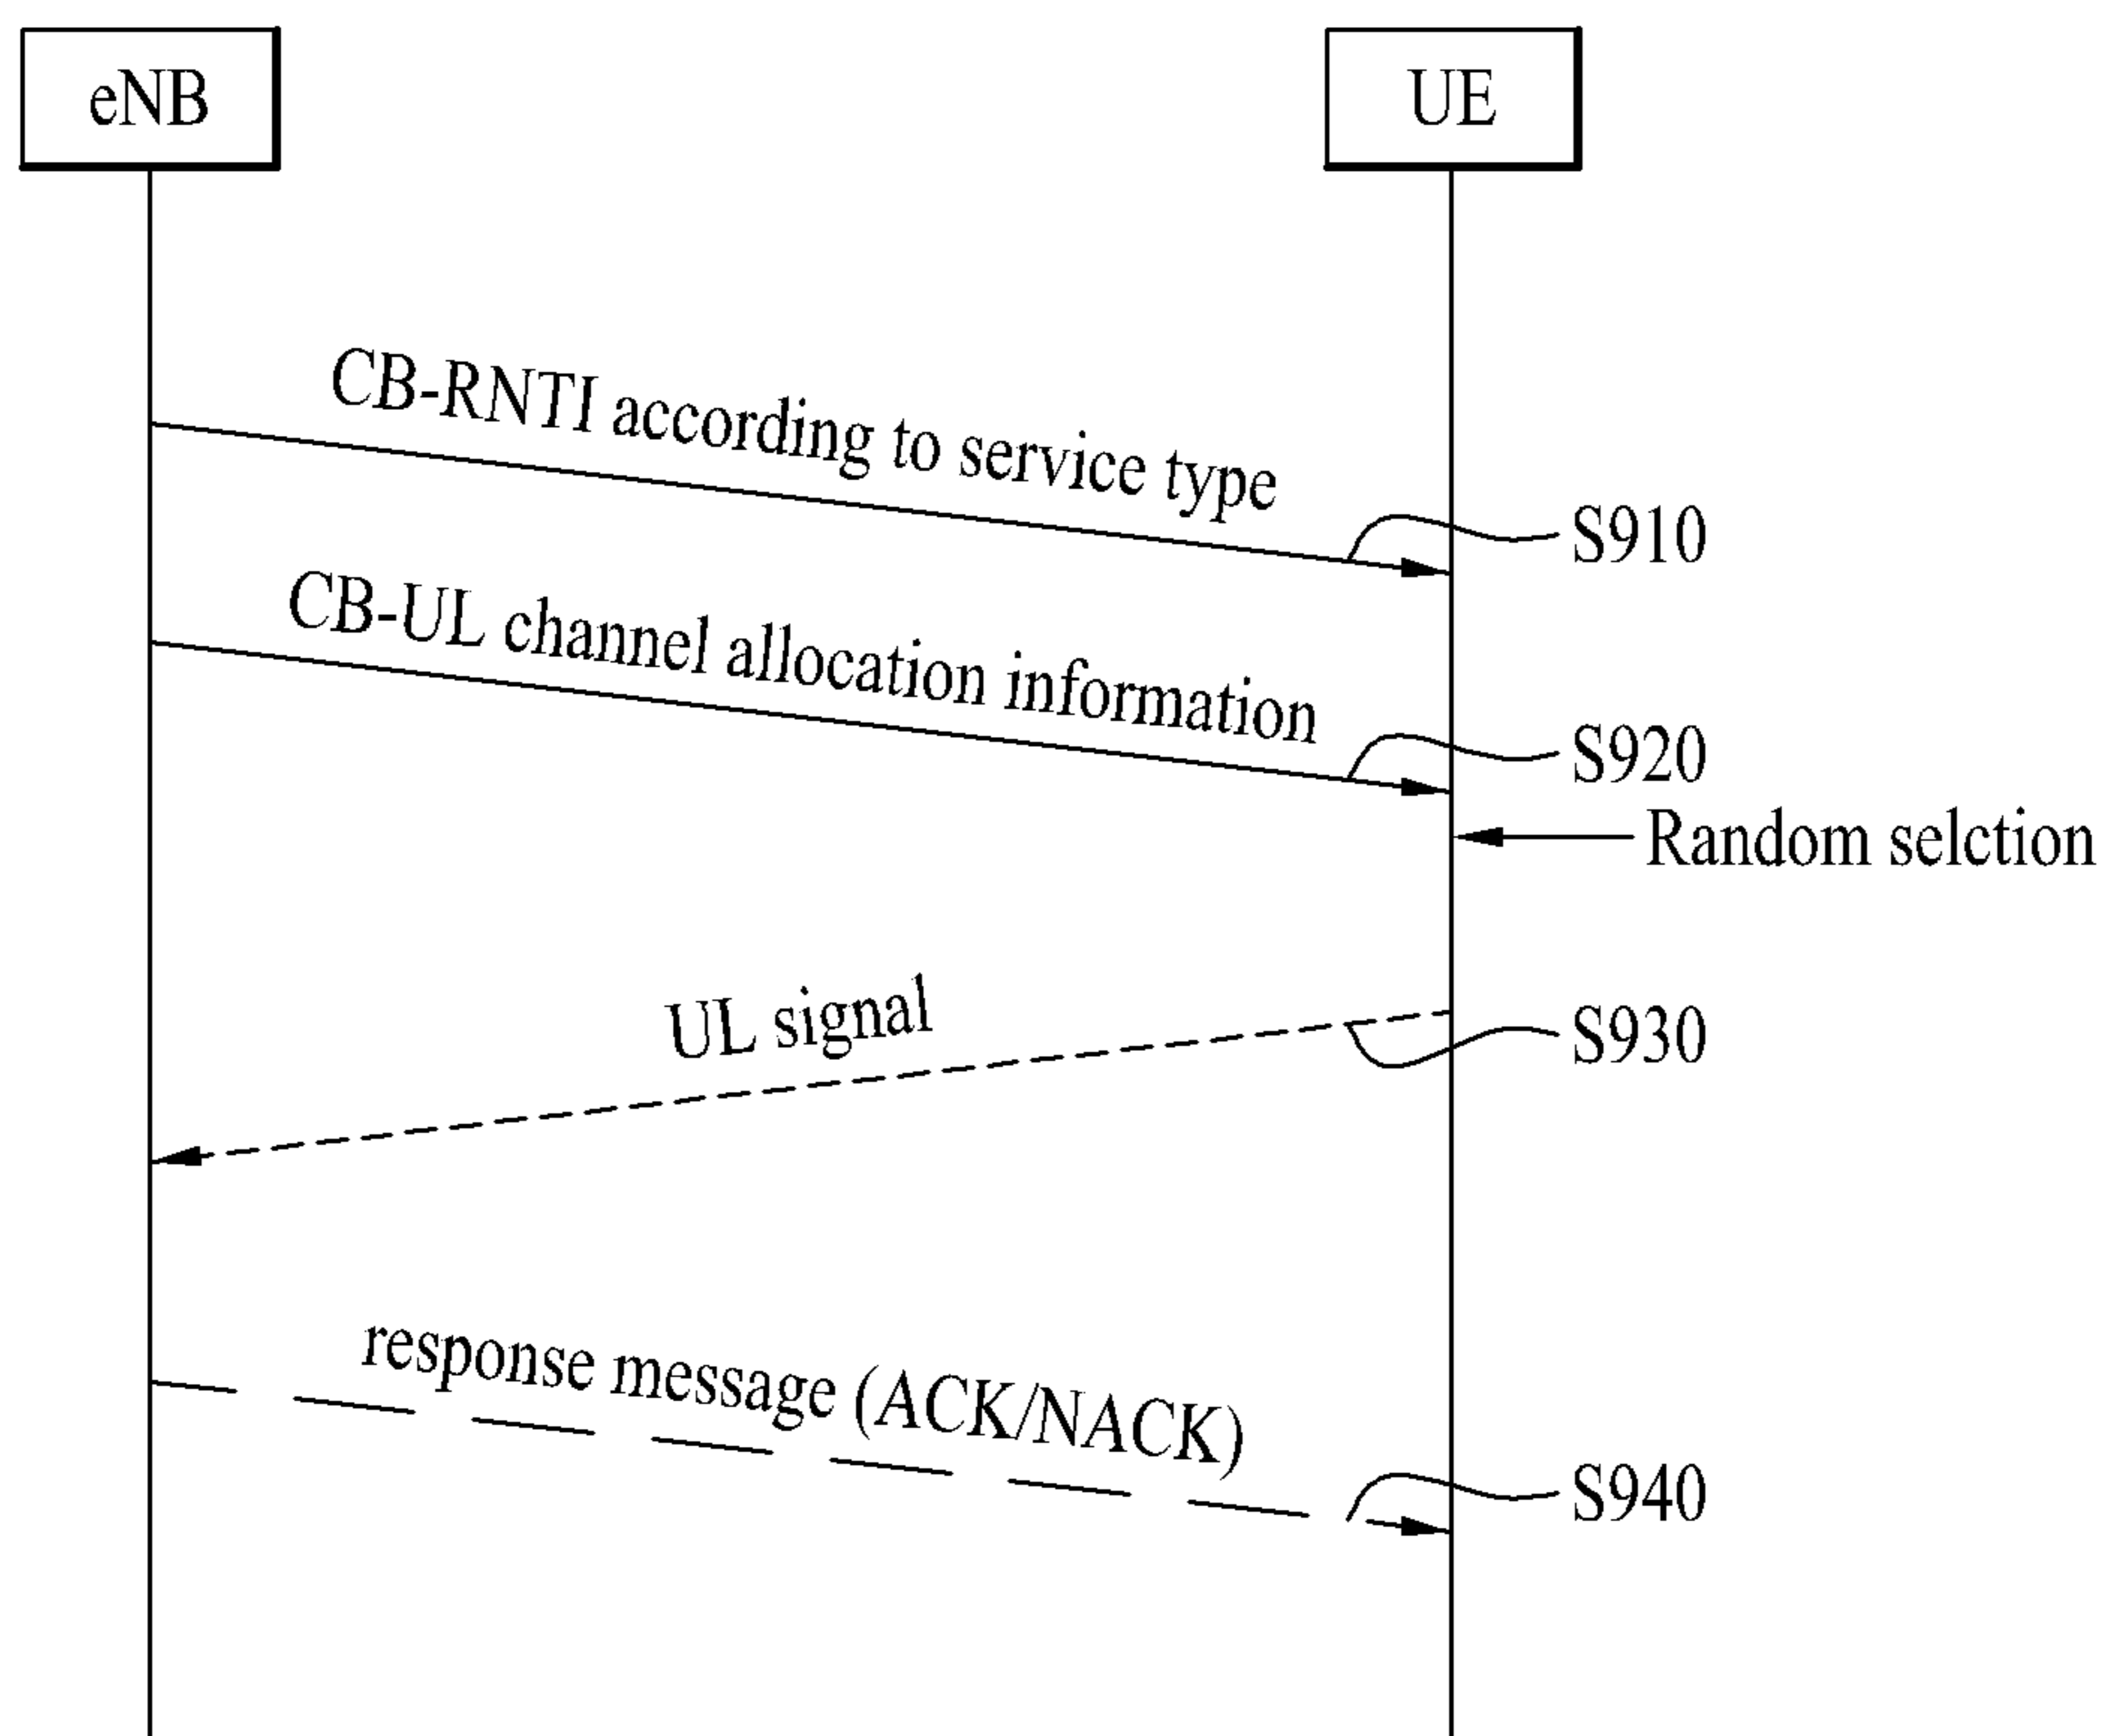 eNB
UE
CB-RNTI according to service type
S910
CB-UL channel allocation information
S920
Random selction
UL signal
S930
response message (ACK/NACK)
S940